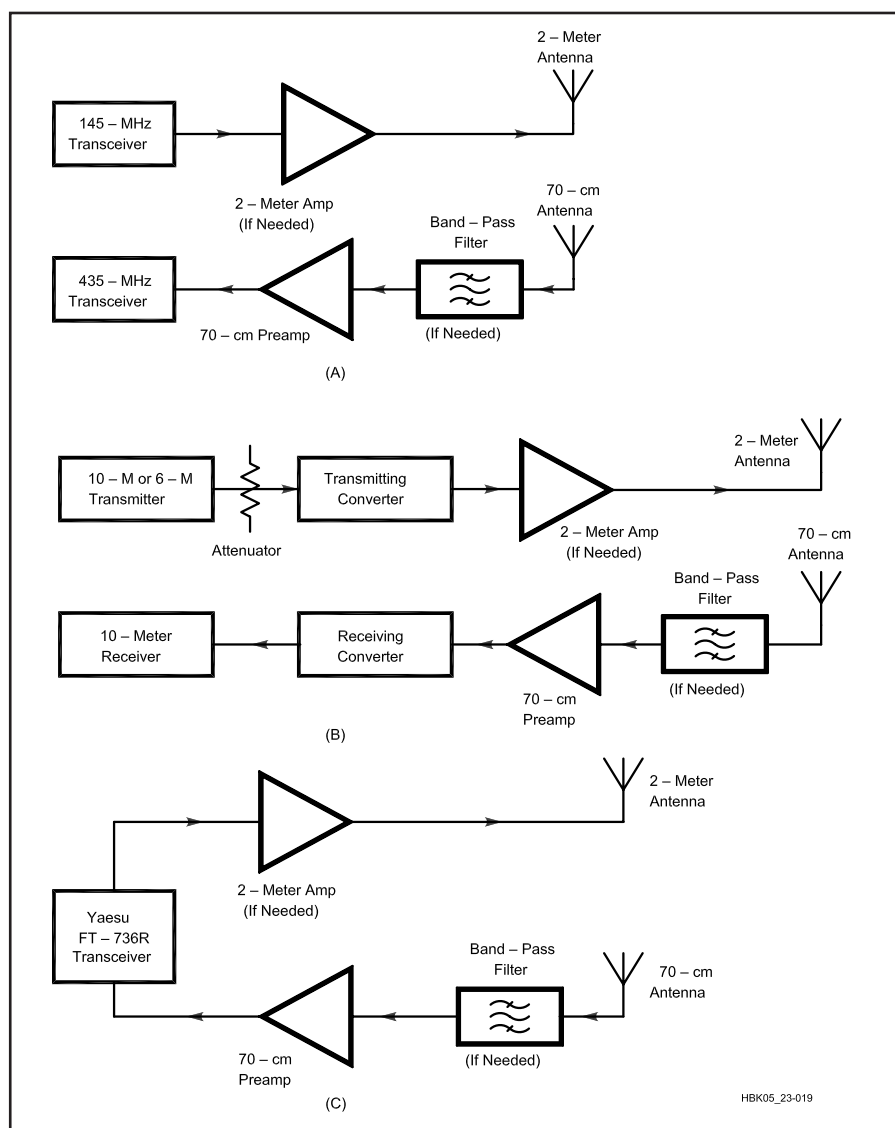 2 – Meter
Antenna
145 – MHz
Transceiver
2 – Meter Amp
(If Needed)
70 – cm
Antenna
Band – Pass
Filter
435 – MHz
Transceiver
70 – cm Preamp
(If Needed)
(A)
2 – Meter
Antenna
10 – M or 6 – M
Transmitter
Attenuator
Transmitting
Converter
2 – Meter Amp
(If Needed)
70 – cm
Antenna
Band – Pass
Filter
10 – Meter
Receiver
Receiving
Converter
70 – cm
Preamp
(If Needed)
(B)
2 – Meter
Antenna
2 – Meter Amp
(If Needed)
Yaesu
FT – 736R
Transceiver
Band – Pass
Filter
70 – cm
Antenna
70 – cm
Preamp
(If Needed)
(C)
HBK05_23-019